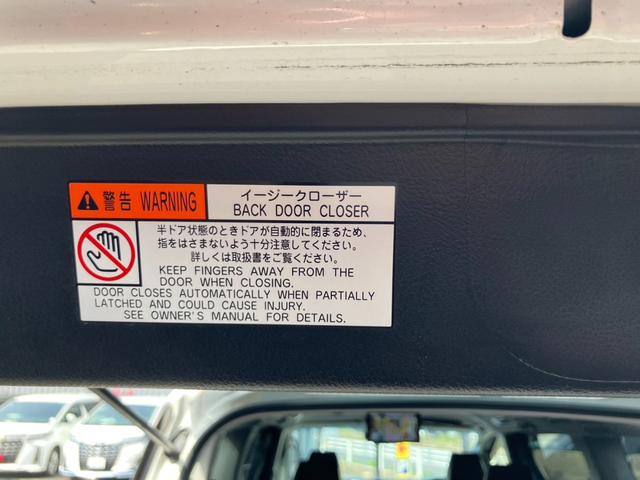 警告 WARNING
イージークローザー
BACK DOOR CLOSER
半ドア状態のときドアが自動的に閉まるため、
指をはさまないよう十分注意してください。
詳しくは取扱書をご覧ください。
KEEP FINGERS AWAY FROM THE
DOOR WHEN CLOSING.
DOOR CLOSES AUTOMATICALLY WHEN PARTIALLY
LATCHED AND COULD CAUSE INJURY.
SEE OWNER'S MANUAL FOR DETAILS.